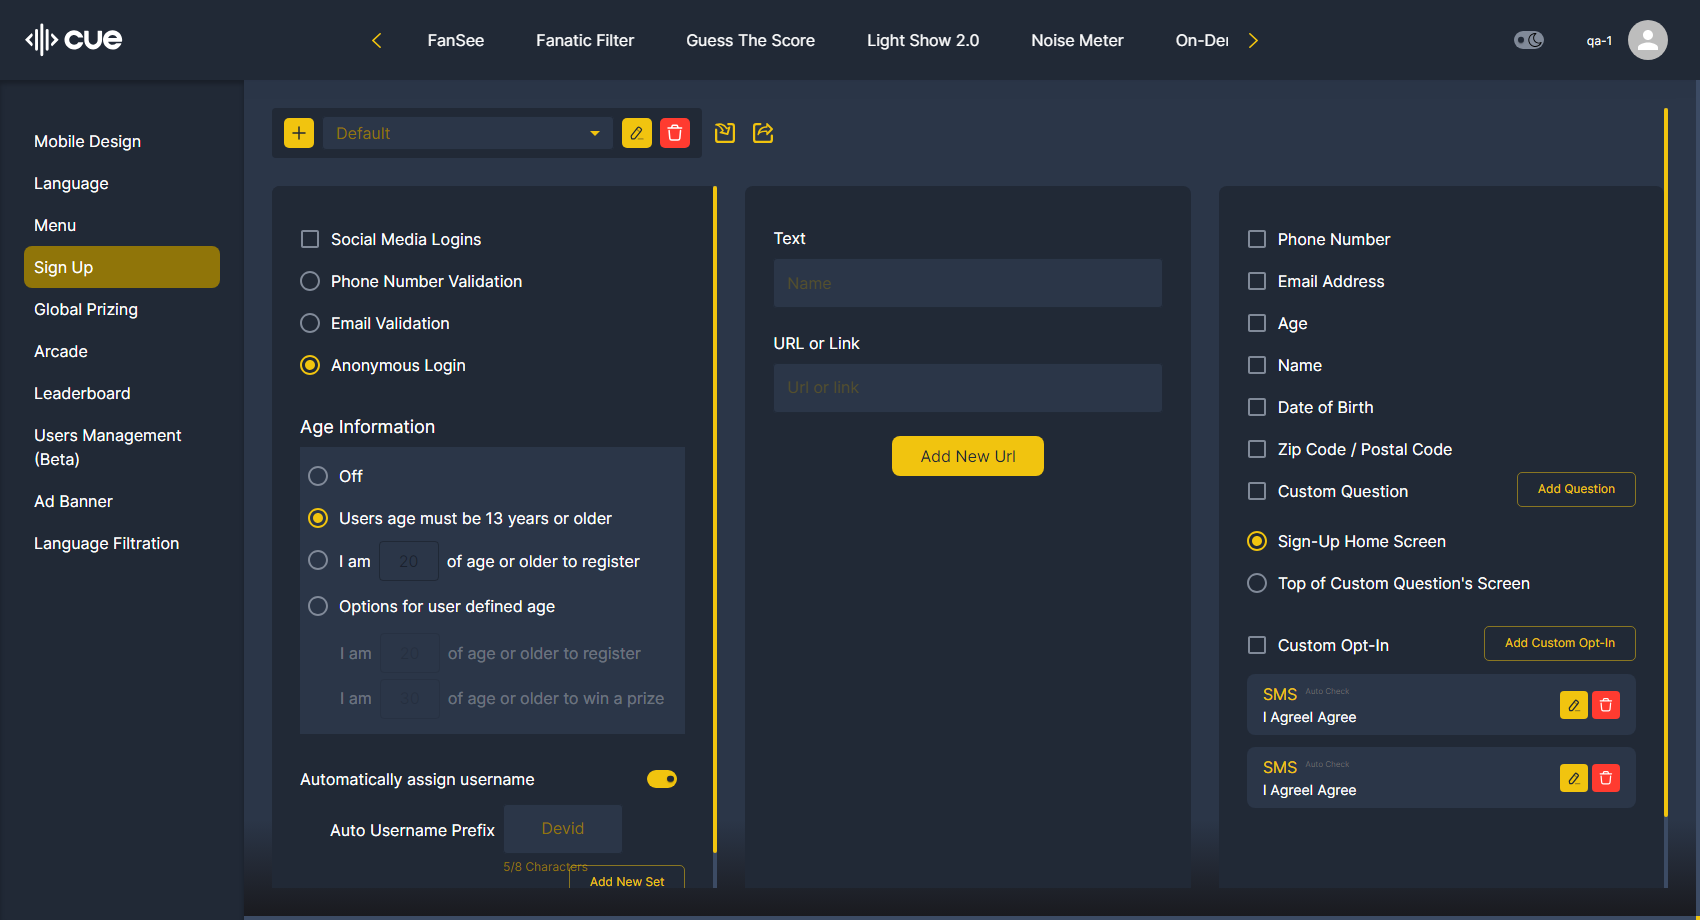 cue
FanSee
Fanatic Filter
Guess The Score
Light Show 2.0
Noise Meter
On-Der
qa-1
Mobile Design
Language
Menu
Sign Up
Global Prizing
Arcade
Leaderboard
Users Management
(Beta)
Ad Banner
Language Filtration
Default
Social Media Logins
Phone Number Validation
Email Validation
Anonymous Login
Age Information
Off
Users age must be 13 years or older
I am 20 of age or older to register
Options for user defined age
I am 20 of age or older to register
I am 30 of age or older to win a prize
Automatically assign username
Auto Username Prefix Devid
5/8 Characters
Add New Set
Text
Name
URL or Link
Url or link
Add New Url
Phone Number
Email Address
Age
Name
Date of Birth
Zip Code / Postal Code
Custom Question
Add Question
Sign-Up Home Screen
Top of Custom Question's Screen
Custom Opt-In
Add Custom Opt-In
SMS Auto Check
I AgreeI Agree
SMS Auto Check
I AgreeI Agree